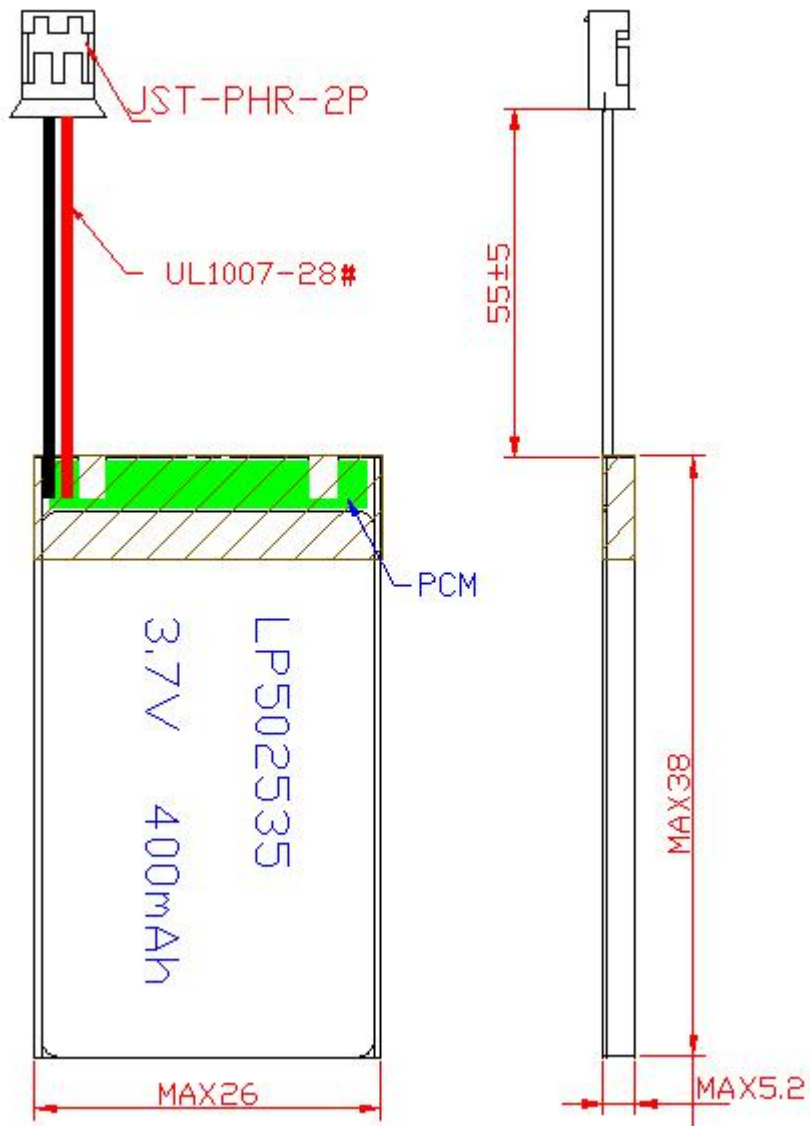 JST-PHR-2P
UL1007-28#
55±5
PCM
LP502535
3.7V 400mAh
MAX38
MAX26
MAX5.2